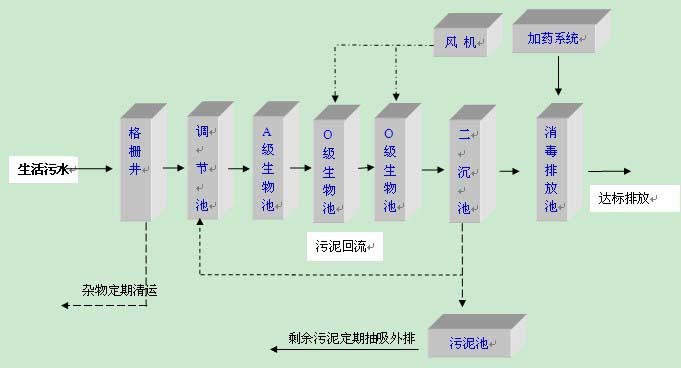 风 机
加药系统
生活污水
格栅井
调节池
A级生物池
O级生物池
O级生物池
二沉池
消毒排放池
达标排放
污泥回流
杂物定期清运
剩余污泥定期抽吸外排
污泥池